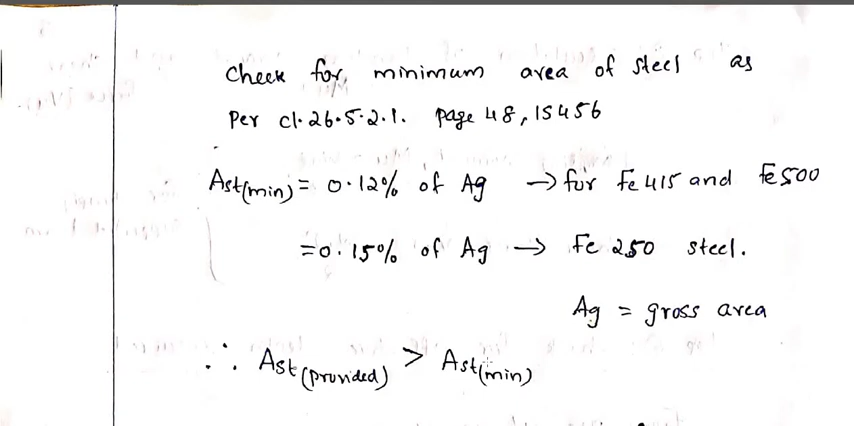 Check for minimum area of steel as
Per cl. 26.5.2.1. page 48, IS456
Ast(min) = 0.12% of Ag → for Fe 415 and Fe500
= 0.15% of Ag → Fe 250 steel.
Ag = gross area
∴ Ast(provided) > Ast(min)